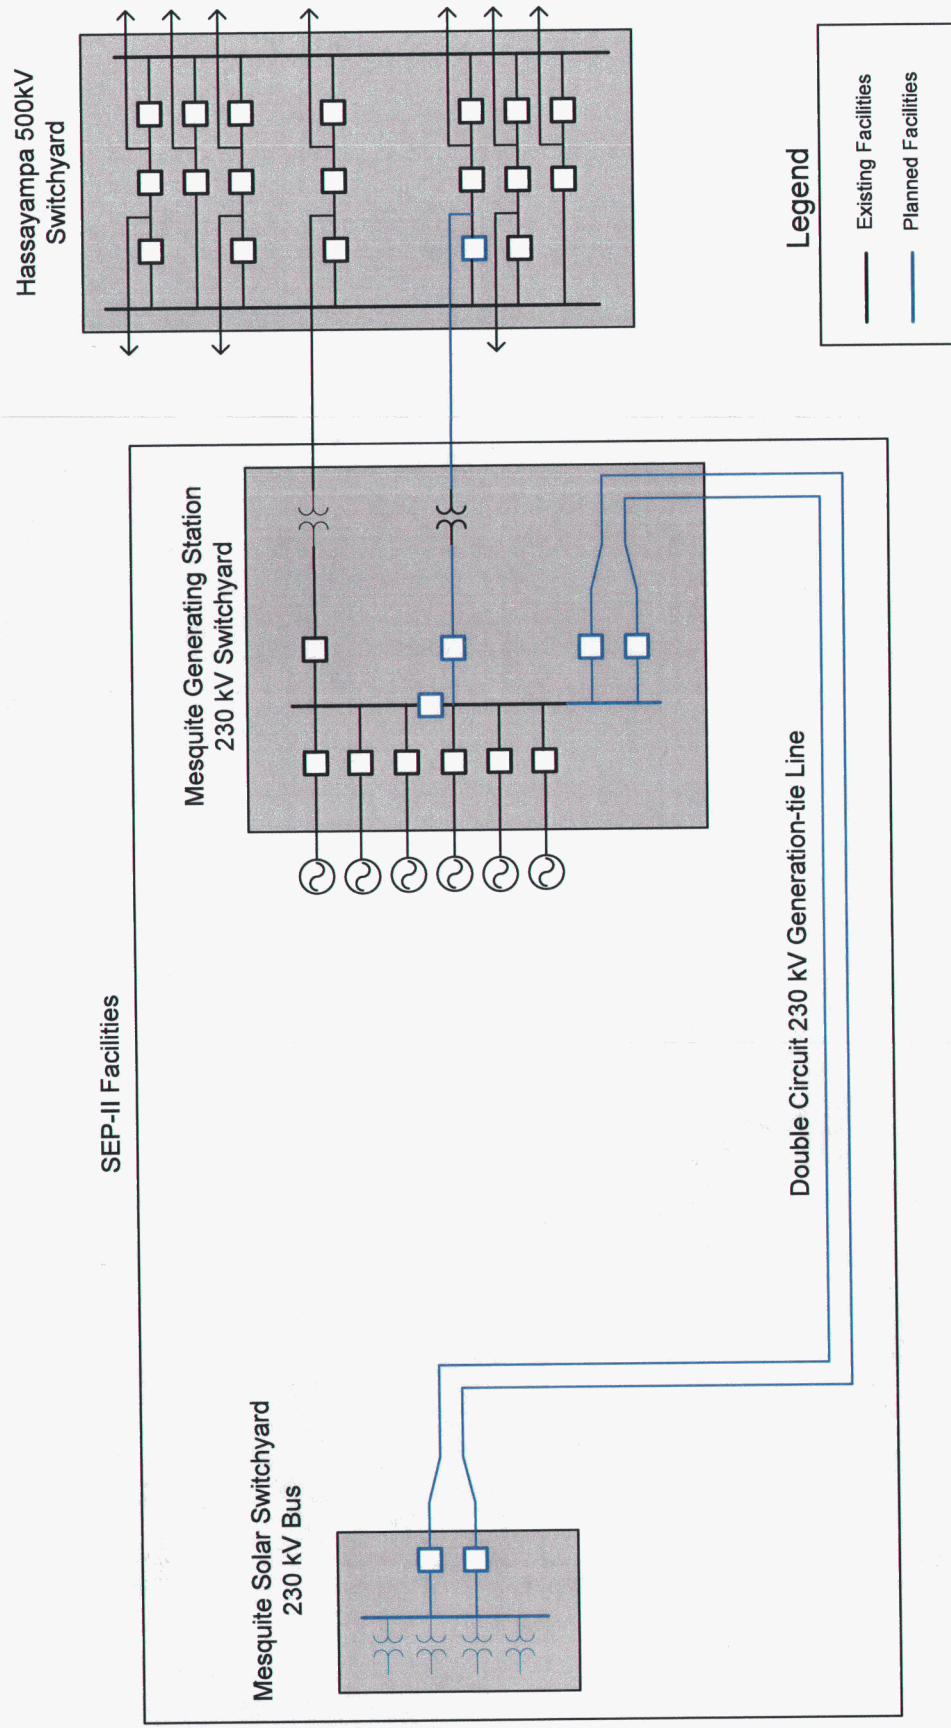 Hassayampa 500kV
Switchyard
SEP-II Facilities
Mesquite Generating Station
230 kV Switchyard
Mesquite Solar Switchyard
230 kV Bus
Double Circuit 230 kV Generation-tie Line
Legend
Existing Facilities
Planned Facilities